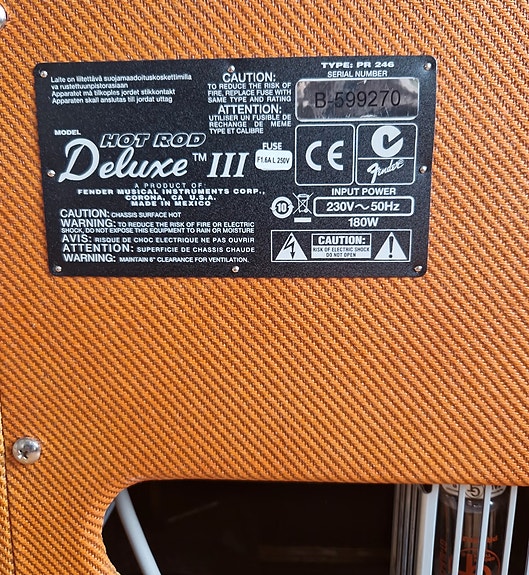 Laite on liitettävä suojamaadoituskoskettimilla
va rustettuunpistorasiaan
Apparatet må tilkoples jordet stikkontakt
Apparaten skall anslutas till jordat uttag
CAUTION:
TO REDUCE THE RISK OF
FIRE, REPLACE FUSE WITH
SAME TYPE AND RATING
ATTENTION:
UTILISER UN FUSIBLE DE
RECHANGE DE MEME
TYPE ET CALIBRE
TYPE: PR 246
SERIAL NUMBER
B-599270
MODEL
HOT ROD
Deluxe™ III
FUSE
F1.6A L 250V
CE
Fender
A PRODUCT OF:
FENDER MUSICAL INSTRUMENTS CORP.,
CORONA, CA U.S.A.
MADE IN MEXICO
10
INPUT POWER
230V~50Hz
180W
CAUTION: CHASSIS SURFACE HOT
WARNING: TO REDUCE THE RISK OF FIRE OR ELECTRIC
SHOCK, DO NOT EXPOSE THIS EQUIPMENT TO RAIN OR MOISTURE
AVIS: RISQUE DE CHOC ELECTRIQUE NE PAS OUVRIR
ATTENTION: SUPERFICIE DE CHASSIS CHAUDE
WARNING: MAINTAIN 6" CLEARANCE FOR VENTILATION.
CAUTION:
RISK OF ELECTRIC SHOCK
DO NOT OPEN